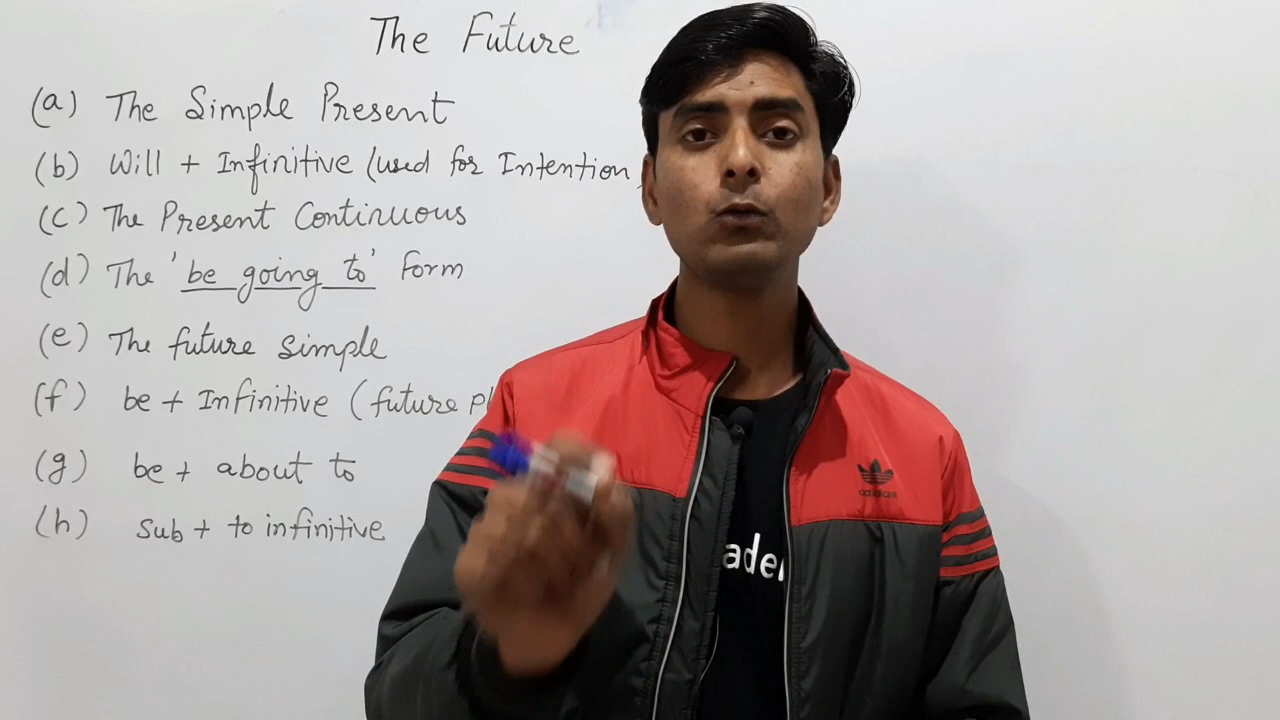 The Future
(a) The Simple Present
(b) Will + Infinitive (used for Intention)
(c) The Present Continuous
(d) The 'be going to' Form
(e) The future simple
(f) be + Infinitive (future
(g) be + about to
(h) sub + to infinitive
adidas